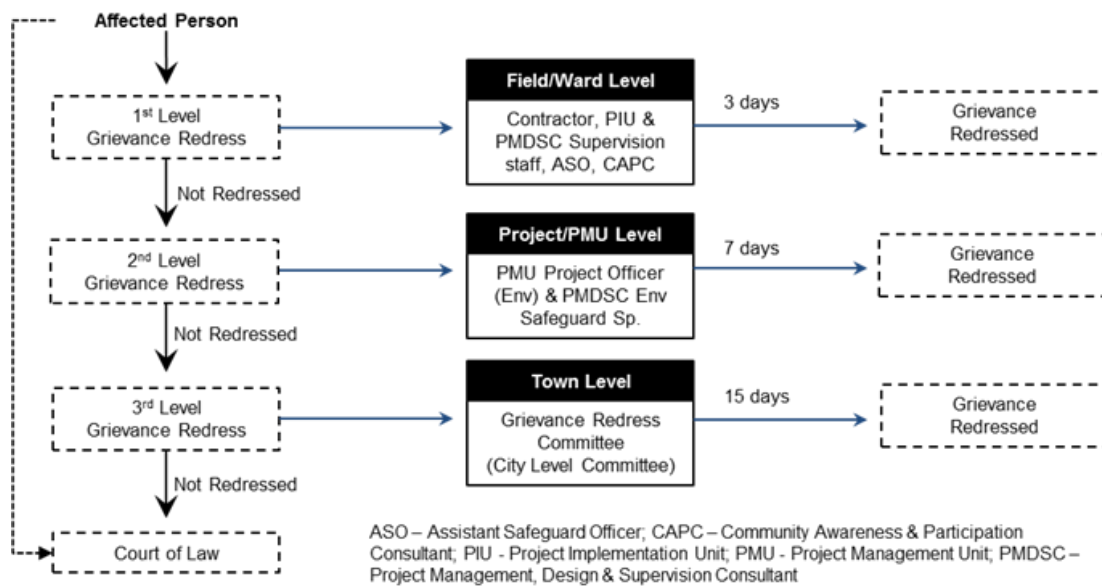 Affected Person
1st Level
Grievance Redress
Field/Ward Level
Contractor, PIU &
PMDSC Supervision
staff, ASO, CAPC
3 days
Grievance
Redressed
Not Redressed
2nd Level
Grievance Redress
Project/PMU Level
PMU Project Officer
(Env) & PMDSC Env
Safeguard Sp.
7 days
Grievance
Redressed
Not Redressed
3rd Level
Grievance Redress
Town Level
Grievance Redress
Committee
(City Level Committee)
15 days
Grievance
Redressed
Not Redressed
Court of Law
ASO – Assistant Safeguard Officer; CAPC – Community Awareness & Participation
Consultant; PIU - Project Implementation Unit; PMU - Project Management Unit; PMDSC –
Project Management, Design & Supervision Consultant